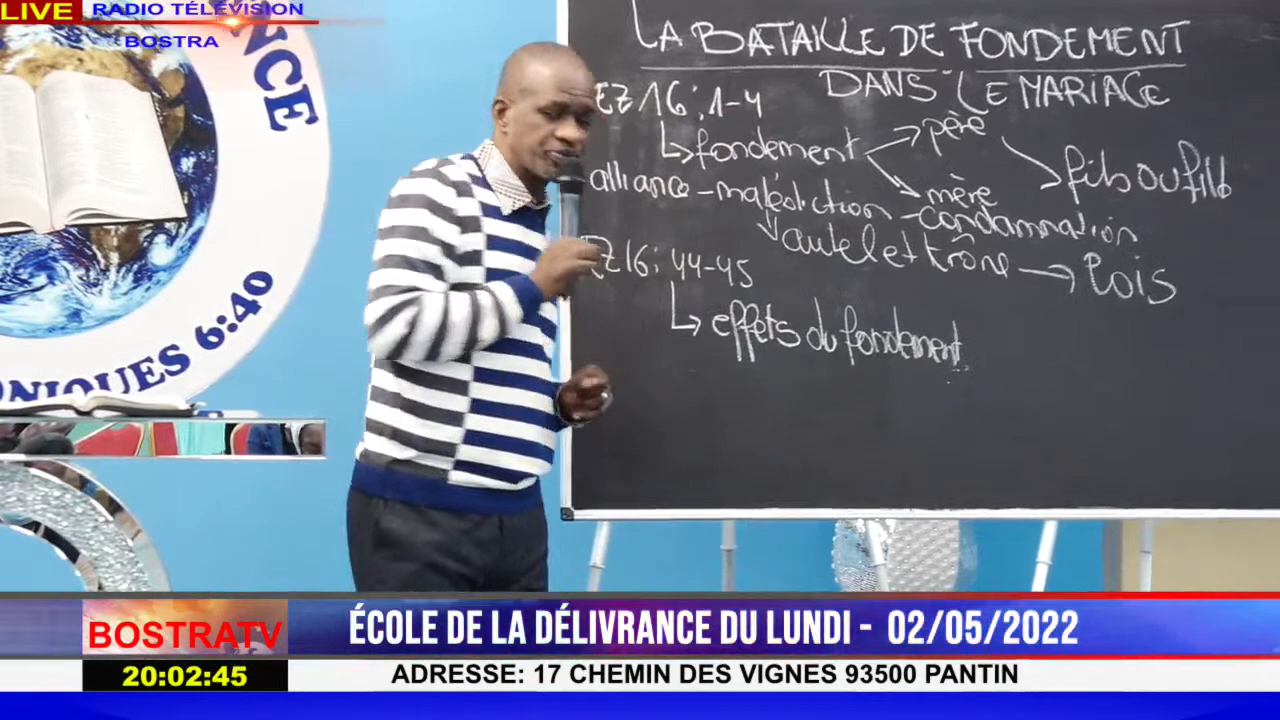 LIVE
RADIO TÉLÉVISION
BOSTRA
NCE
NIQUES 6:40
LA BATAILLE DE FONDEMENT
DANS LE MARIAGE
EZ 16:1-4
fondement père
mère
fils ou fille
alliance - malédiction - condamnation
autel et trône lois
EZ 16: 44-45
effets du fondement
BOSTRATV
ÉCOLE DE LA DÉLIVRANCE DU LUNDI - 02/05/2022
20:02:45
ADRESSE: 17 CHEMIN DES VIGNES 93500 PANTIN